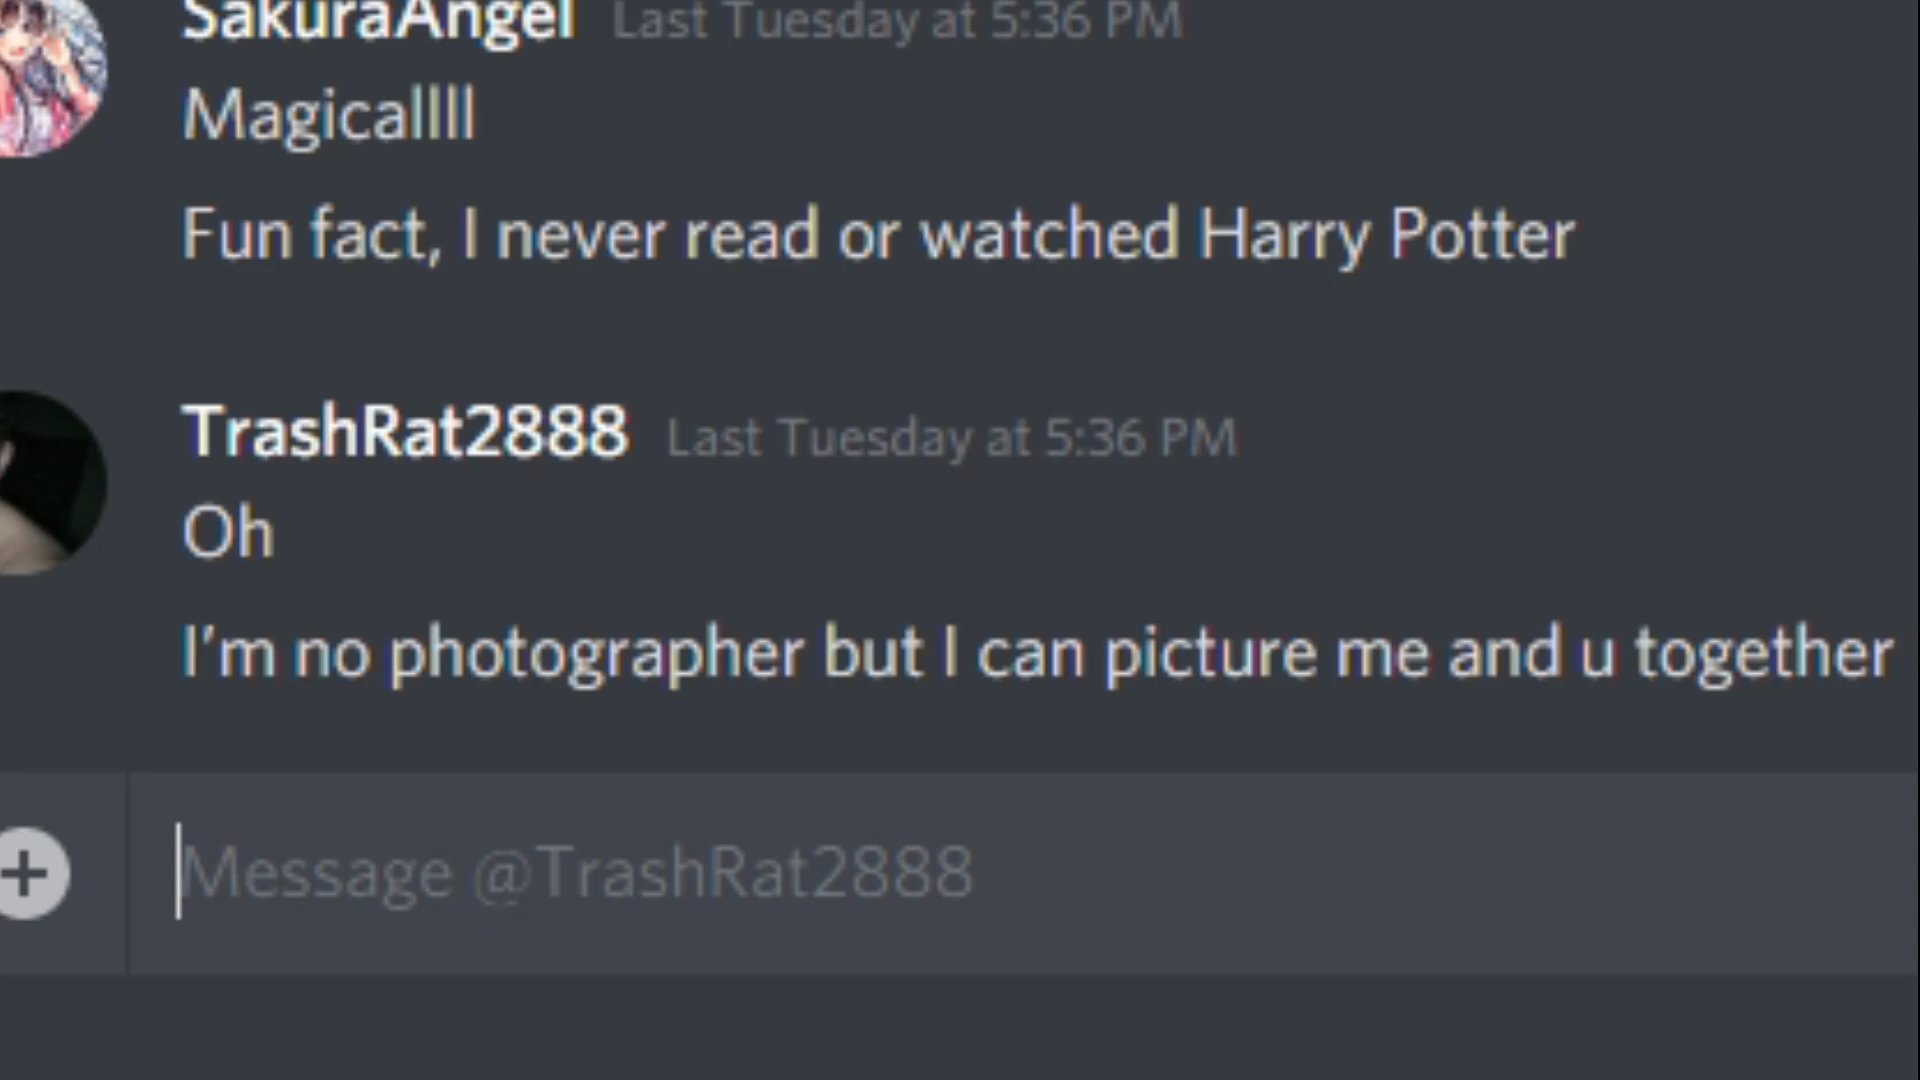 SakuraAngel Last Tuesday at 5:36 PM
Magicallll
Fun fact, I never read or watched Harry Potter
TrashRat2888 Last Tuesday at 5:36 PM
Oh
I'm no photographer but I can picture me and u together
Message @TrashRat2888